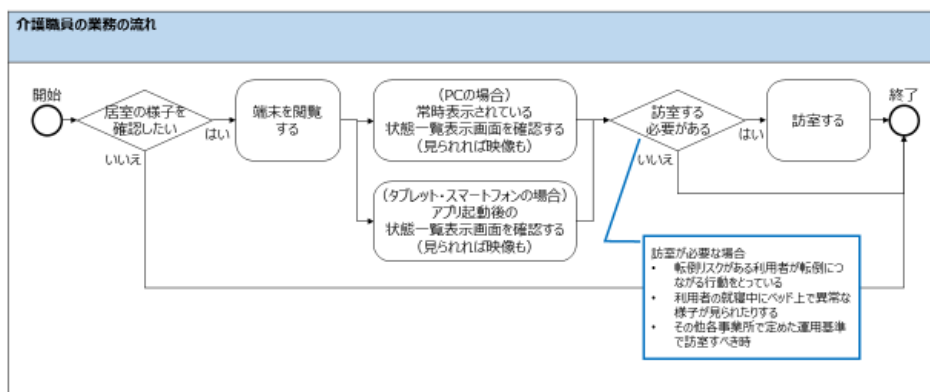 介護職員の業務の流れ
開始
居室の様子を
確認したい
はい
いいえ
端末を閲覧
する
（PCの場合）
常時表示されている
状態一覧表示画面を確認する
（見られれば映像も）
（タブレット・スマートフォンの場合）
アプリ起動後の
状態一覧表示画面を確認する
（見られれば映像も）
訪室する
必要がある
はい
いいえ
訪室する
終了
訪室が必要な場合
• 転倒リスクがある利用者が転倒につ
ながる行動をとっている
• 利用者の就寝中にベッド上で異常な
様子が見られたりする
• その他各事業所で定めた運用基準
で訪室すべき時